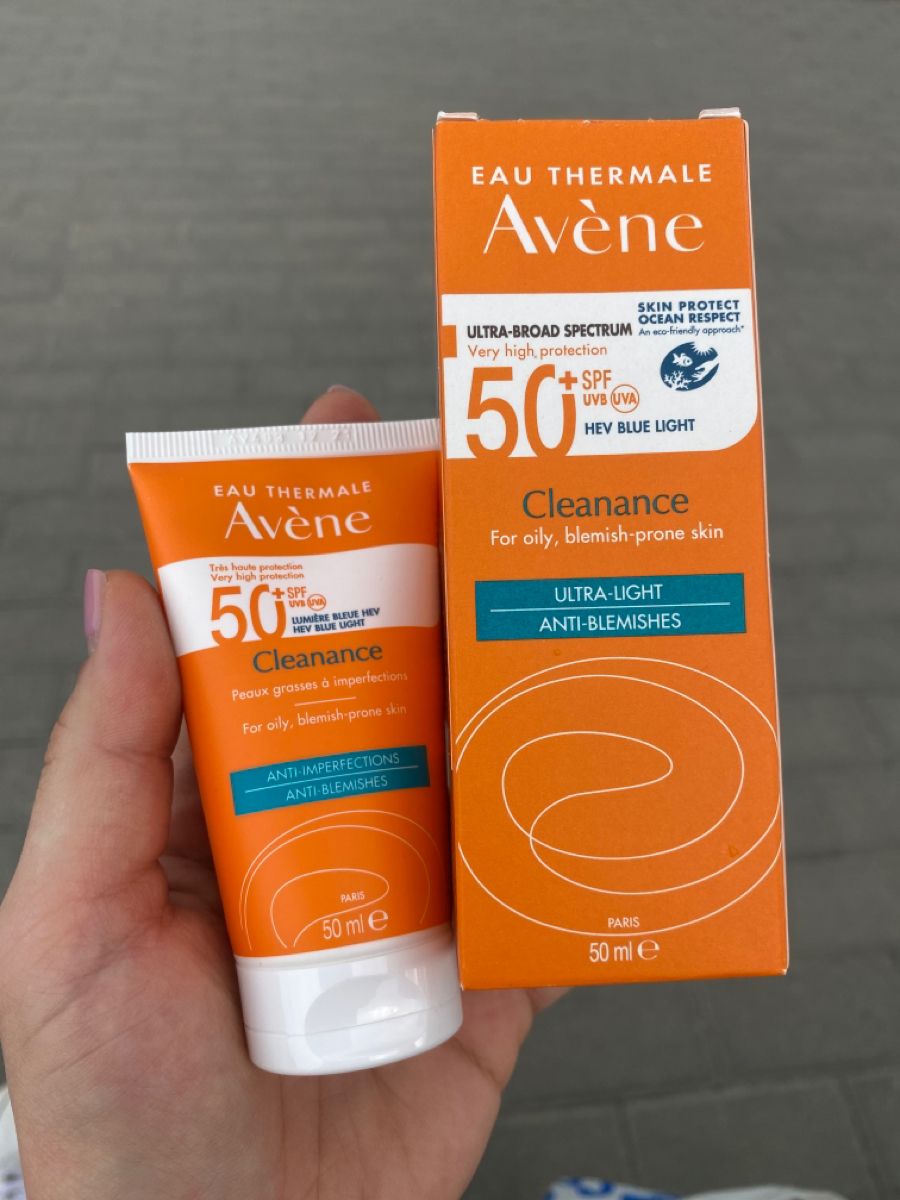 EAU THERMALE
Avène
Très haute protection
Very high protection
50+ SPF
UVB UVA
LUMIÈRE BLEUE HEV
HEV BLUE LIGHT
Cleanance
Peaux grasses à imperfections
For oily, blemish-prone skin
ANTI-IMPERFECTIONS
ANTI-BLEMISHES
PARIS
50 ml e
EAU THERMALE
Avène
SKIN PROTECT
OCEAN RESPECT
An eco-friendly approach*
ULTRA-BROAD SPECTRUM
Very high protection
50+ SPF
UVB UVA
HEV BLUE LIGHT
Cleanance
For oily, blemish-prone skin
ULTRA-LIGHT
ANTI-BLEMISHES
PARIS
50 ml e